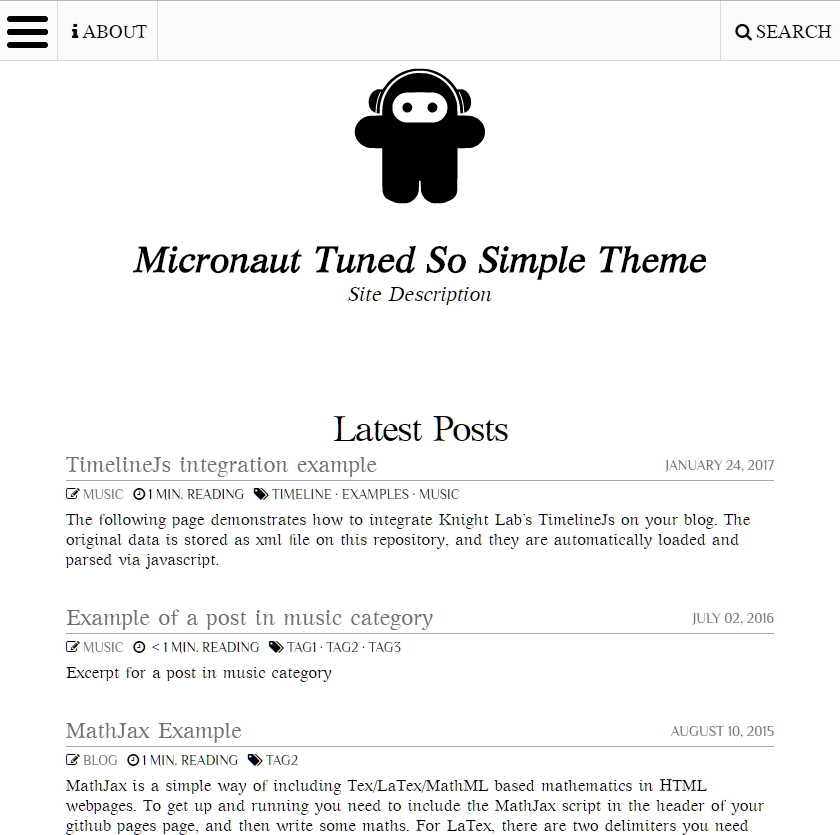 ABOUT
SEARCH
Micronaut Tuned So Simple Theme
Site Description
Latest Posts
TimelineJs integration example JANUARY 24, 2017
MUSIC 1 MIN. READING TIMELINE · EXAMPLES · MUSIC
The following page demonstrates how to integrate Knight Lab's TimelineJs on your blog. The
original data is stored as xml file on this repository, and they are automatically loaded and
parsed via javascript.
Example of a post in music category JULY 02, 2016
MUSIC < 1 MIN. READING TAG1 · TAG2 · TAG3
Excerpt for a post in music category
MathJax Example AUGUST 10, 2015
BLOG 1 MIN. READING TAG2
MathJax is a simple way of including Tex/LaTex/MathML based mathematics in HTML
webpages. To get up and running you need to include the MathJax script in the header of your
github pages page, and then write some maths. For LaTex, there are two delimiters you need